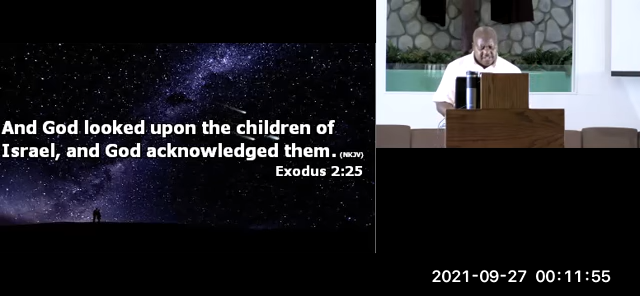 And God looked upon the children of
Israel, and God acknowledged them. (NKJV)
Exodus 2:25
2021-09-27 00:11:55